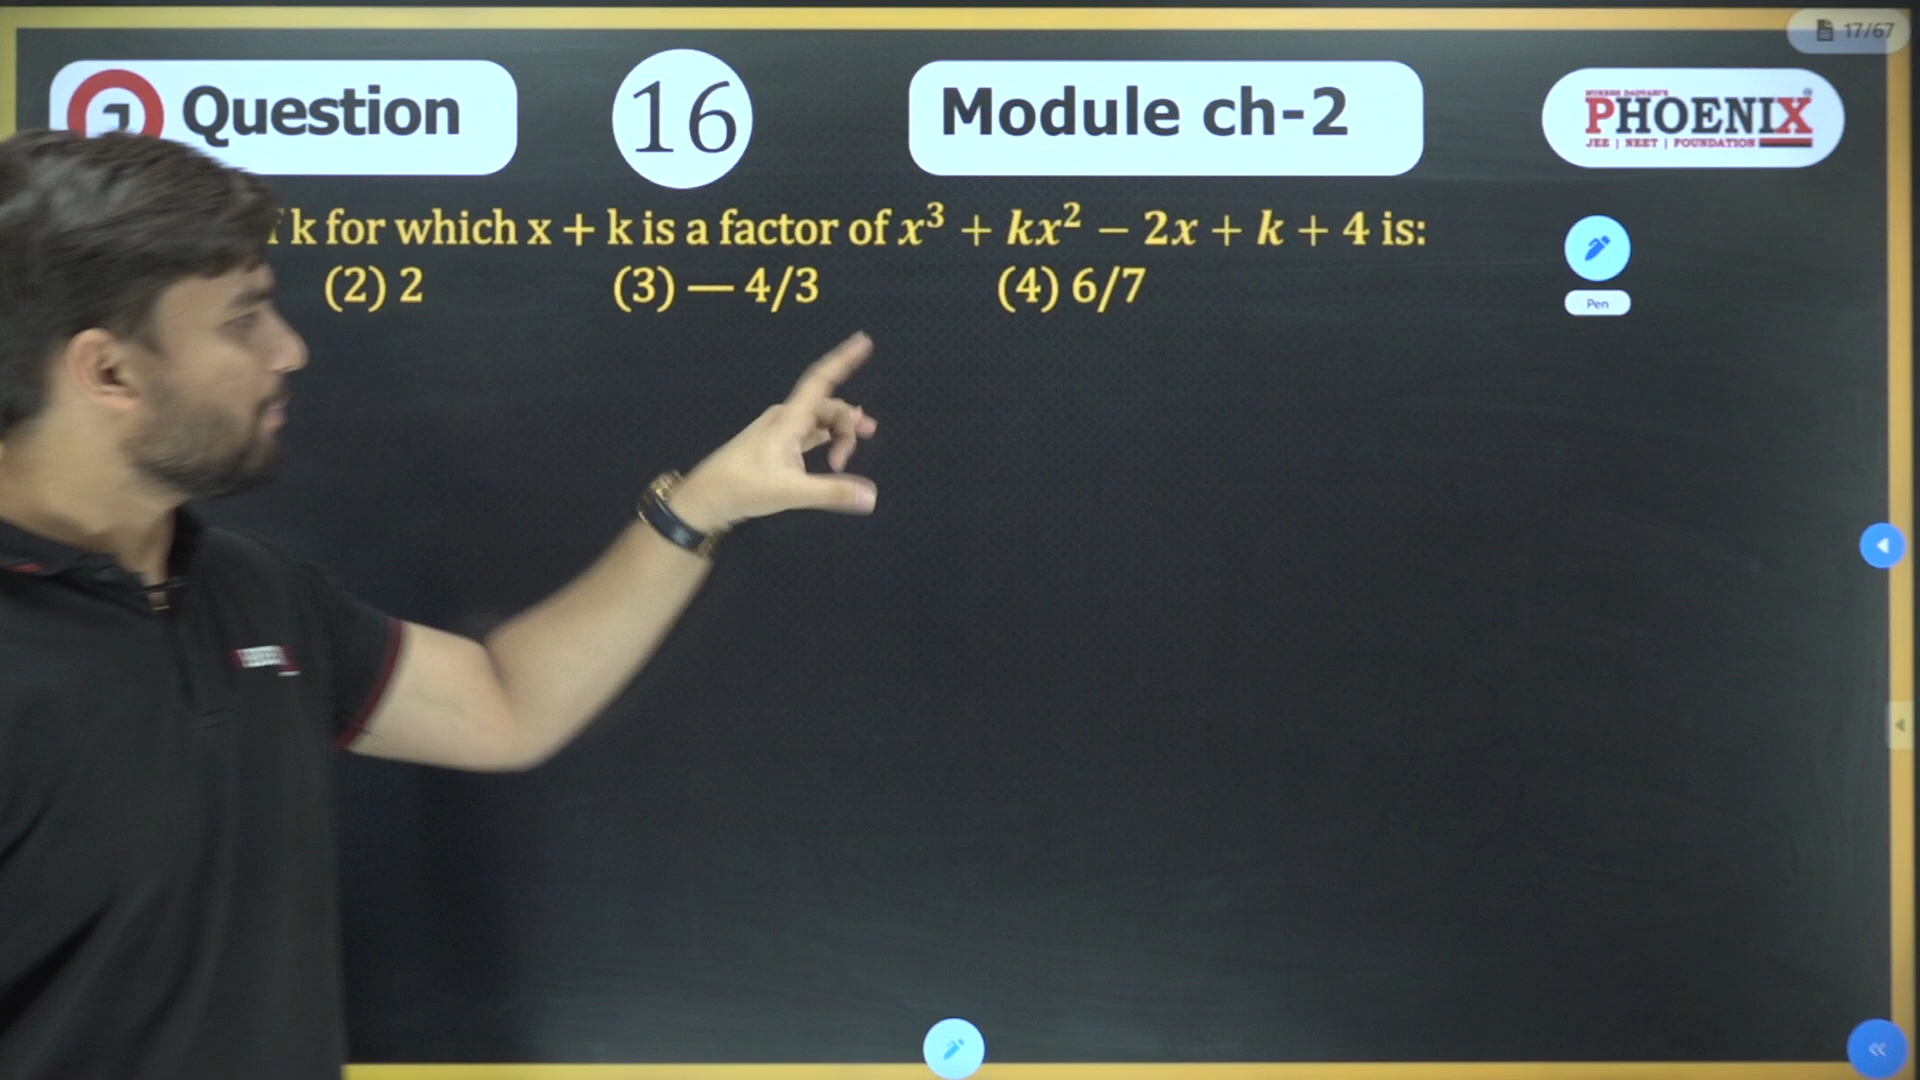 17/67
Question
16
Module ch-2
PHOENIX
JEE | NEET | FOUNDATION
k for which x + k is a factor of x³ + kx² − 2x + k + 4 is:
(2) 2 (3) — 4/3 (4) 6/7
Pen